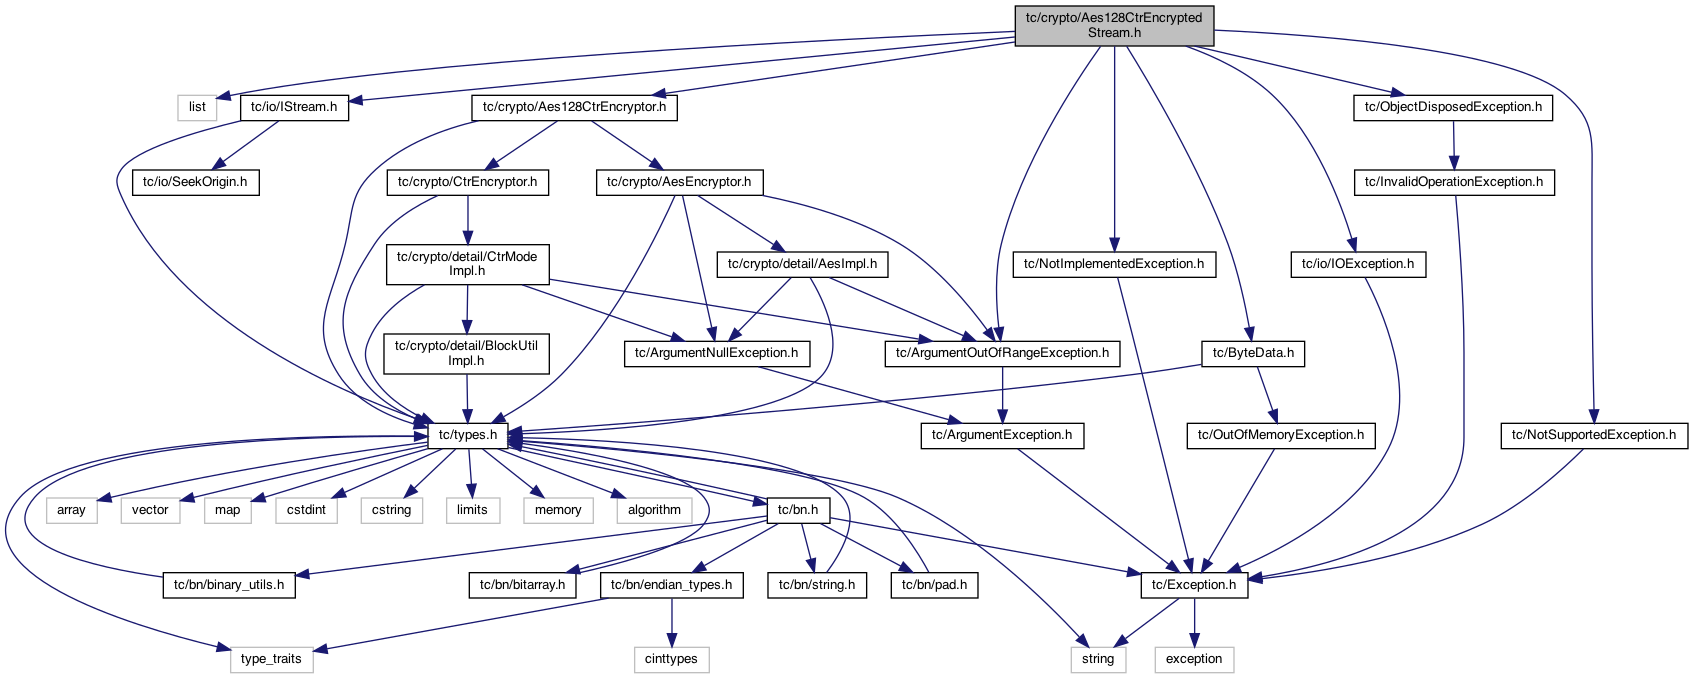 tc/crypto/Aes128CtrEncrypted
Stream.h
list
tc/io/IStream.h
tc/crypto/Aes128CtrEncryptor.h
tc/ObjectDisposedException.h
tc/io/SeekOrigin.h
tc/crypto/CtrEncryptor.h
tc/crypto/AesEncryptor.h
tc/InvalidOperationException.h
tc/crypto/detail/CtrMode
Impl.h
tc/crypto/detail/AesImpl.h
tc/NotImplementedException.h
tc/io/IOException.h
tc/crypto/detail/BlockUtil
Impl.h
tc/ArgumentNullException.h
tc/ArgumentOutOfRangeException.h
tc/ByteData.h
tc/types.h
tc/ArgumentException.h
tc/OutOfMemoryException.h
tc/NotSupportedException.h
array
vector
map
cstdint
cstring
limits
memory
algorithm
tc/bn.h
tc/bn/binary_utils.h
tc/bn/bitarray.h
tc/bn/endian_types.h
tc/bn/string.h
tc/bn/pad.h
tc/Exception.h
type_traits
cinttypes
string
exception